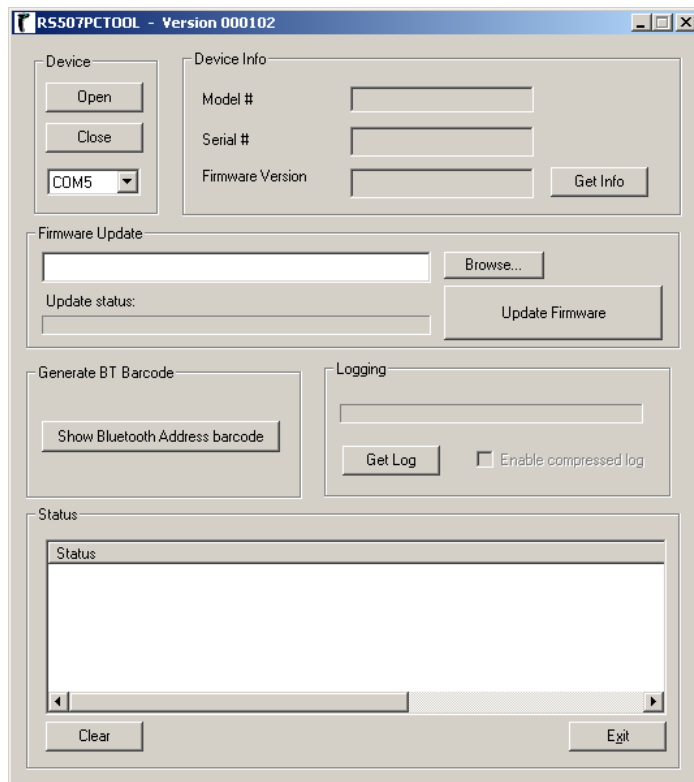 RS507PCTOOL - Version 000102
Device
Open
Close
COM5
Device Info
Model #
Serial #
Firmware Version
Get Info
Firmware Update
Browse...
Update status:
Update Firmware
Generate BT Barcode
Show Bluetooth Address barcode
Logging
Get Log
Enable compressed log
Status
Status
Clear
Exit